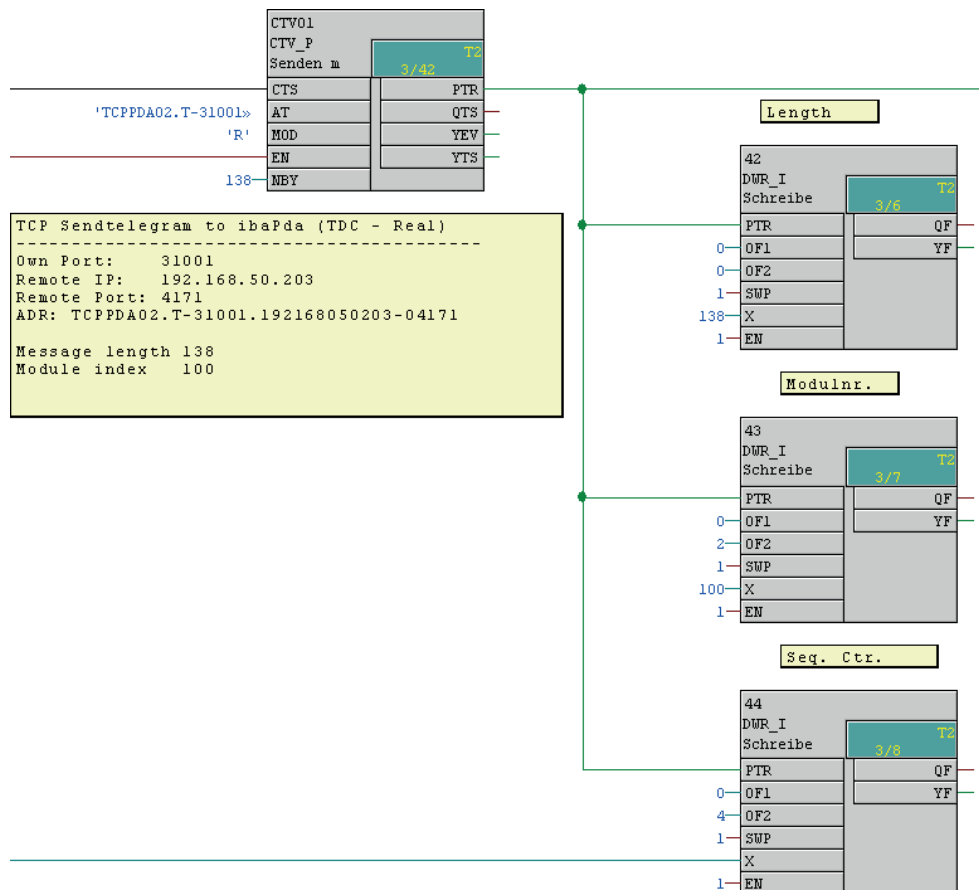 CTV01
CTV_P
Senden m
T2
3/42
CTS PTR
'TCPPDA02.T-31001» AT QTS
'R' MOD YEV
EN YTS
138 NBY
TCP Sendtelegram to ibaPda (TDC - Real)
-----------------------------------------
Own Port: 31001
Remote IP: 192.168.50.203
Remote Port: 4171
ADR: TCPPDA02.T-31001.192168050203-04171
Message length 138
Module index 100
Length
42
DWR_I
Schreibe
T2
3/6
PTR QF
0 OF1 YF
0 OF2
1 SWP
138 X
1 EN
Modulnr.
43
DWR_I
Schreibe
T2
3/7
PTR QF
0 OF1 YF
2 OF2
1 SWP
100 X
1 EN
Seq. Ctr.
44
DWR_I
Schreibe
T2
3/8
PTR QF
0 OF1 YF
4 OF2
1 SWP
X
1 EN